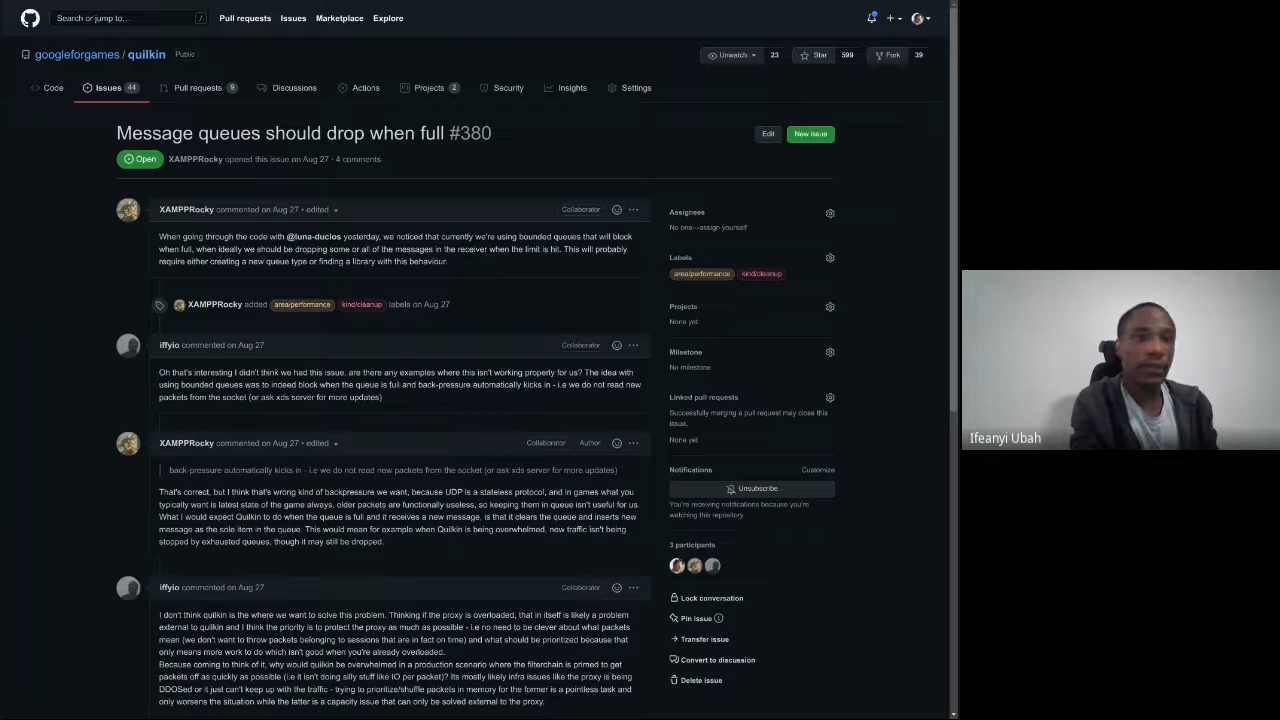 Search or jump to…
/
Pull requests
Issues
Marketplace
Explore
googleforgames / quilkin
Public
Unwatch
23
Star
599
Fork
39
Code
Issues
44
Pull requests
9
Discussions
Actions
Projects
2
Security
Insights
Settings
Message queues should drop when full #380
Edit
New issue
Open
XAMPPRocky opened this issue on Aug 27 · 4 comments
XAMPPRocky commented on Aug 27 • edited
Collaborator
When going through the code with @luna-duclos yesterday, we noticed that currently we're using bounded queues that will block
when full, when ideally we should be dropping some or all of the messages in the receiver when the limit is hit. This will probably
require either creating a new queue type or finding a library with this behaviour.
XAMPPRocky added area/performance kind/cleanup labels on Aug 27
iffyio commented on Aug 27
Collaborator
Oh that's interesting I didn't think we had this issue, are there any examples where this isn't working properly for us? The idea with
using bounded queues was to indeed block when the queue is full and back-pressure automatically kicks in - i.e we do not read new
packets from the socket (or ask xds server for more updates)
XAMPPRocky commented on Aug 27 • edited
Collaborator
Author
back-pressure automatically kicks in - i.e we do not read new packets from the socket (or ask xds server for more updates)
That's correct, but I think that's wrong kind of backpressure we want, because UDP is a stateless protocol, and in games what you
typically want is latest state of the game always, older packets are functionally useless, so keeping them in queue isn't useful for us.
What I would expect Quilkin to do when the queue is full and it receives a new message, is that it clears the queue and inserts new
message as the sole item in the queue. This would mean for example when Quilkin is being overwhelmed, new traffic isn't being
stopped by exhausted queues, though it may still be dropped.
iffyio commented on Aug 27
Collaborator
I don't think quilkin is the where we want to solve this problem. Thinking if the proxy is overloaded, that in itself is likely a problem
external to quilkin and I think the priority is to protect the proxy as much as possible - i.e no need to be clever about what packets
mean (we don't want to throw packets belonging to sessions that are in fact on time) and what should be prioritized because that
only means more work to do which isn't good when you're already overloaded.
Because coming to think of it, why would quilkin be overwhelmed in a production scenario where the filterchain is primed to get
packets off as quickly as possible (i.e it isn't doing silly stuff like IO per packet)? Its mostly likely infra issues like the proxy is being
DDOSed or it just can't keep up with the traffic - trying to prioritize/shuffle packets in memory for the former is a pointless task and
only worsens the situation while the latter is a capacity issue that can only be solved external to the proxy.
Assignees
No one—assign yourself
Labels
area/performance
kind/cleanup
Projects
None yet
Milestone
No milestone
Linked pull requests
Successfully merging a pull request may close this
issue.
None yet
Notifications
Customize
Unsubscribe
You're receiving notifications because you're
watching this repository.
3 participants
Lock conversation
Pin issue
Transfer issue
Convert to discussion
Delete issue
Ifeanyi Ubah